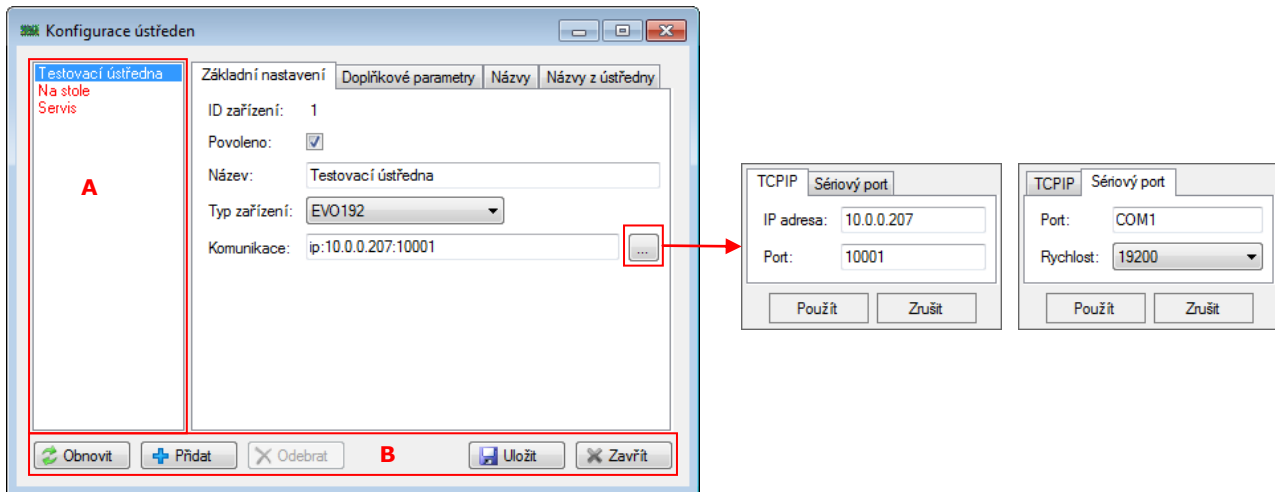 Konfigurace ústředen
Testovací ústředna
Na stole
Servis
A
Základní nastavení Doplňkové parametry Názvy Názvy z ústředny
ID zařízení: 1
Povoleno:
Název: Testovací ústředna
Typ zařízení: EVO192
Komunikace: ip:10.0.0.207:10001 ...
Obnovit Přidat Odebrat B Uložit Zavřít
TCPIP Sériový port
IP adresa: 10.0.0.207
Port: 10001
Použít Zrušit
TCPIP Sériový port
Port: COM1
Rychlost: 19200
Použít Zrušit